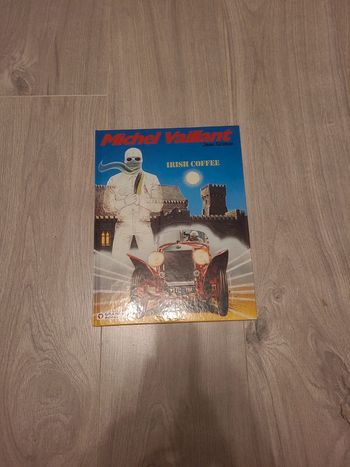 Michel Vaillant
Jean Graton
IRISH COFFEE